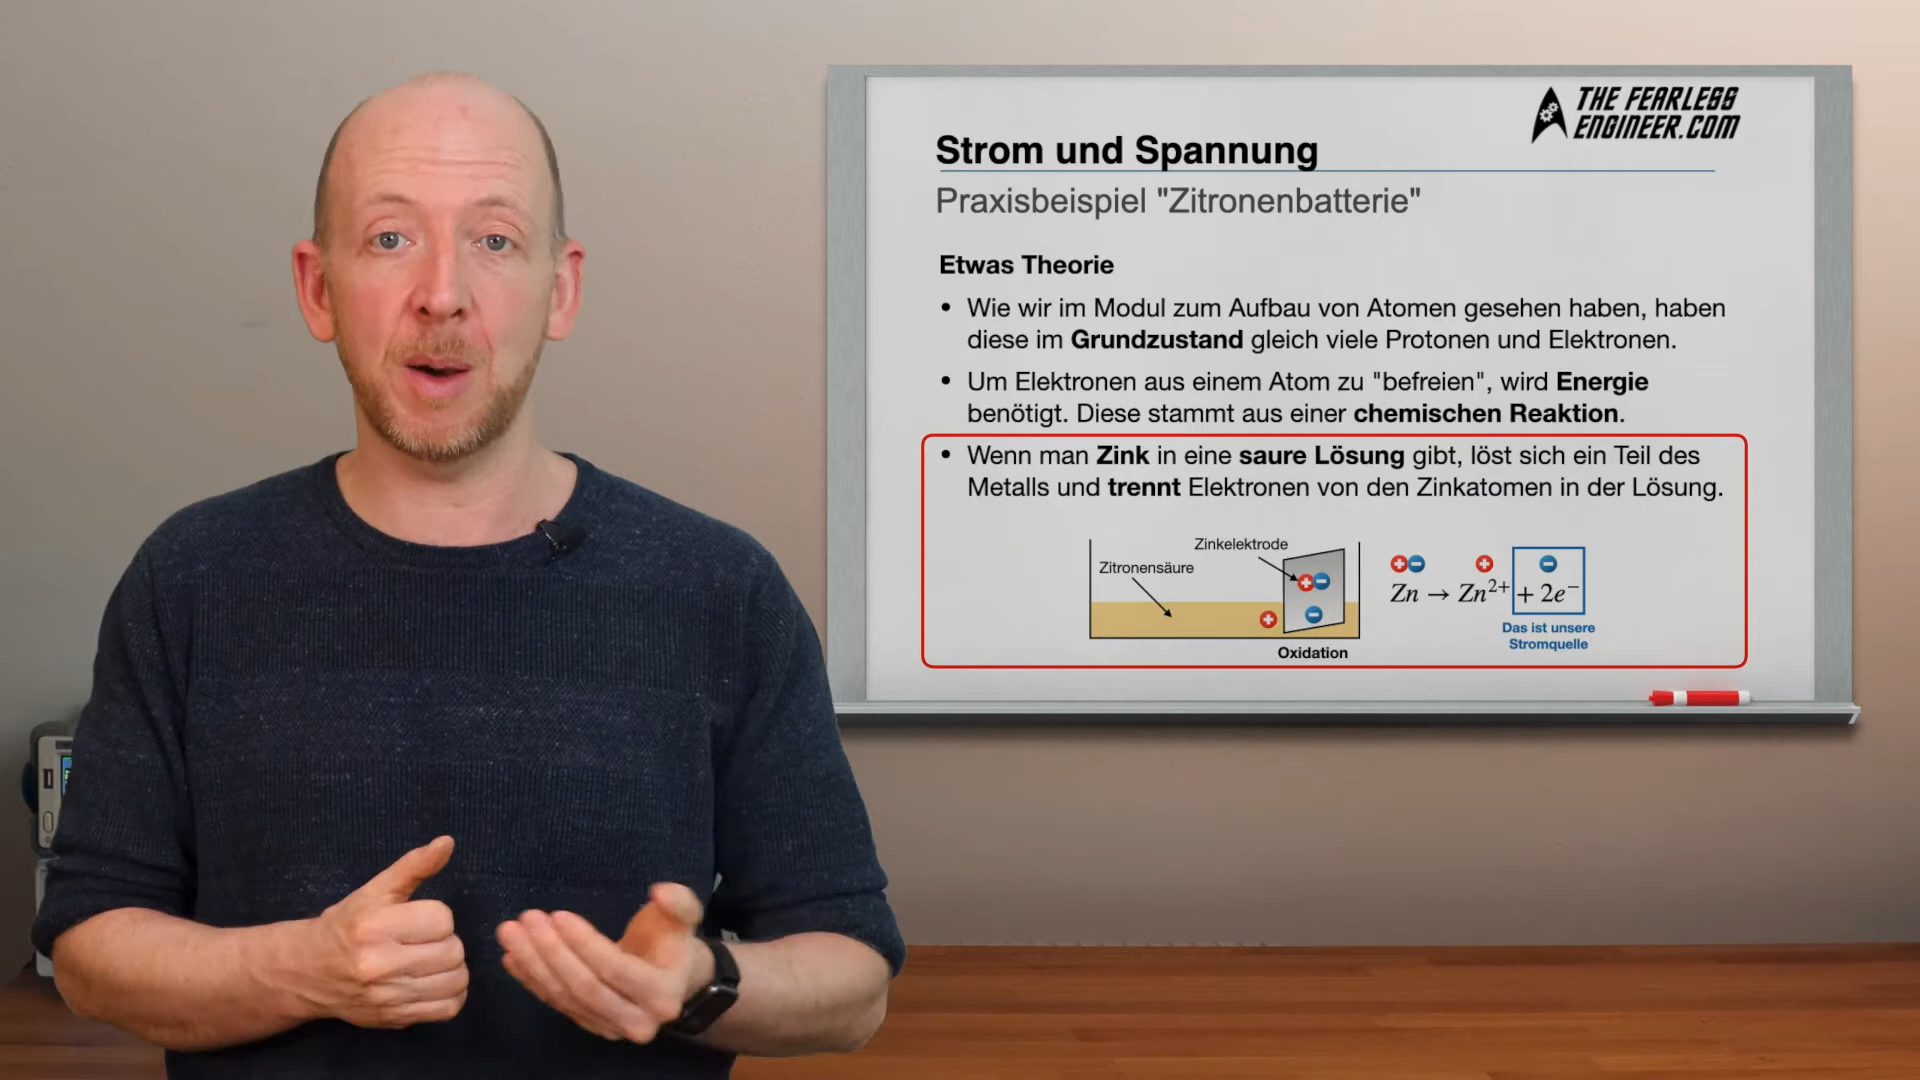 THE FEARLESS
ENGINEER.COM
Strom und Spannung
Praxisbeispiel "Zitronenbatterie"
Etwas Theorie
• Wie wir im Modul zum Aufbau von Atomen gesehen haben, haben
diese im Grundzustand gleich viele Protonen und Elektronen.
• Um Elektronen aus einem Atom zu "befreien", wird Energie
benötigt. Diese stammt aus einer chemischen Reaktion.
• Wenn man Zink in eine saure Lösung gibt, löst sich ein Teil des
Metalls und trennt Elektronen von den Zinkatomen in der Lösung.
Zinkelektrode
Zitronensäure
Oxidation
Zn → Zn²⁺ + 2e⁻
Das ist unsere
Stromquelle